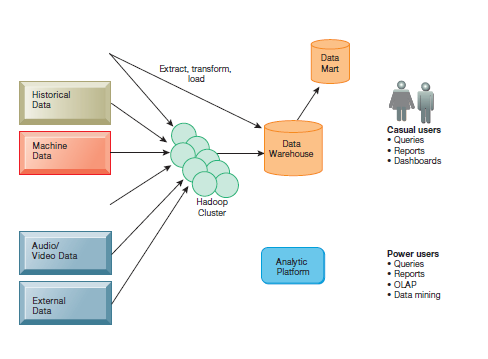 Extract, transform,
load
Data
Mart
Historical
Data
Machine
Data
Data
Warehouse
Casual users
• Queries
• Reports
• Dashboards
Hadoop
Cluster
Audio/
Video Data
Analytic
Platform
Power users
• Queries
• Reports
• OLAP
• Data mining
External
Data